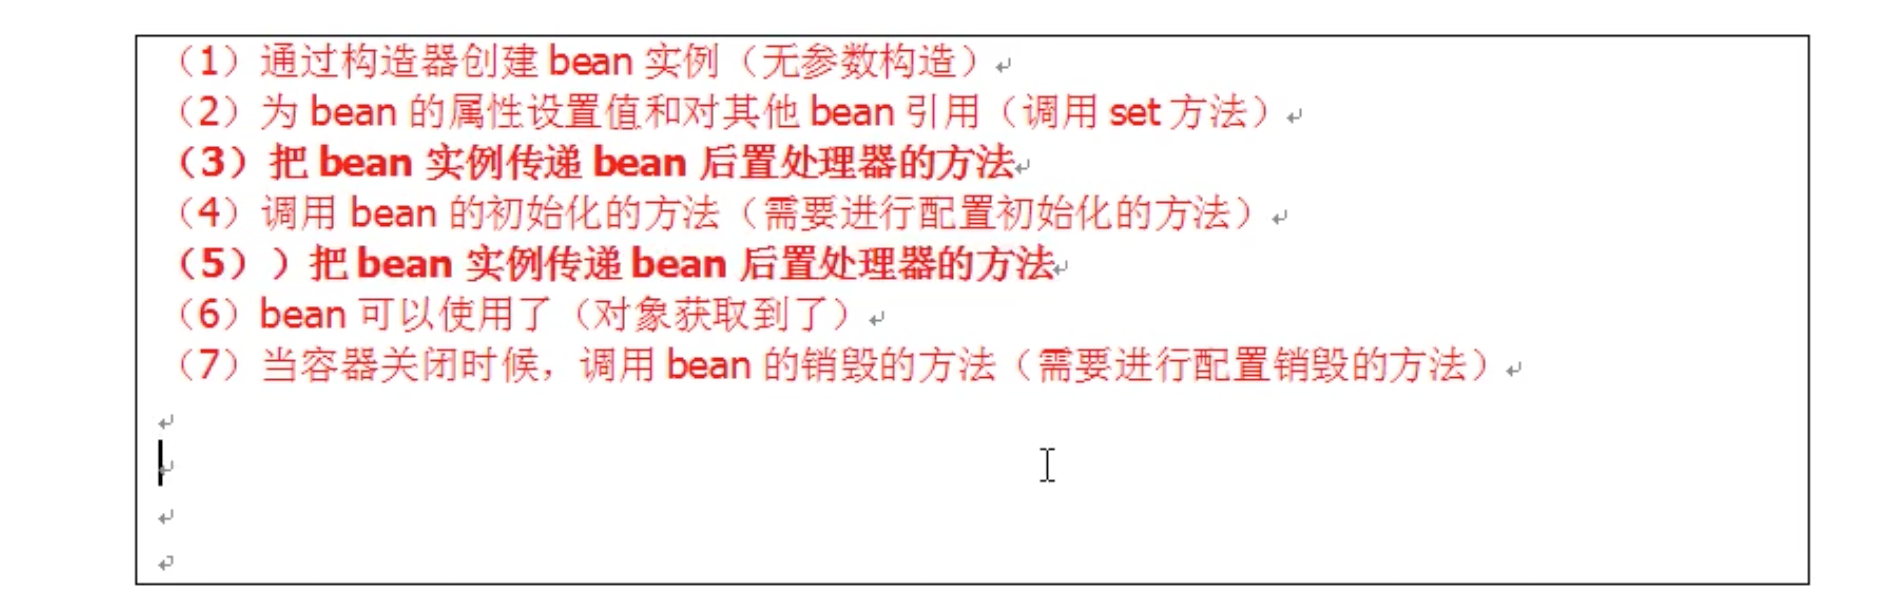 （1）通过构造器创建 bean 实例（无参数构造）
（2）为 bean 的属性设置值和对其他 bean 引用（调用 set 方法）
（3）把 bean 实例传递 bean 后置处理器的方法
（4）调用 bean 的初始化的方法（需要进行配置初始化的方法）
（5））把 bean 实例传递 bean 后置处理器的方法
（6）bean 可以使用了（对象获取到了）
（7）当容器关闭时候，调用 bean 的销毁的方法（需要进行配置销毁的方法）